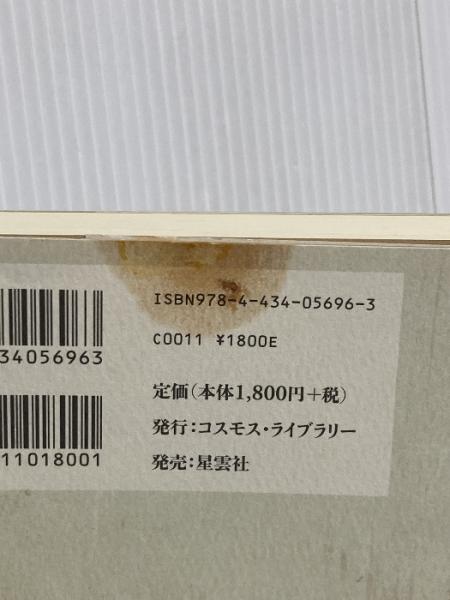 ISBN978-4-434-05696-3
C0011 ¥1800E
34056963
定価(本体1,800円+税)
発行:コスモス・ライブラリー
11018001
発売:星雲社